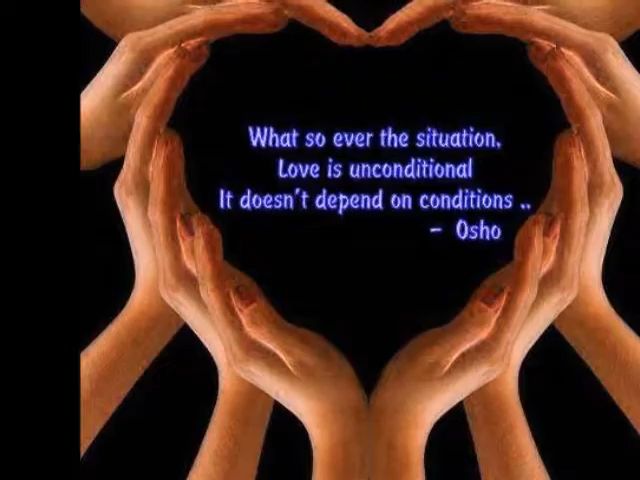 What so ever the situation,
Love is unconditional
It doesn't depend on conditions ..
- Osho